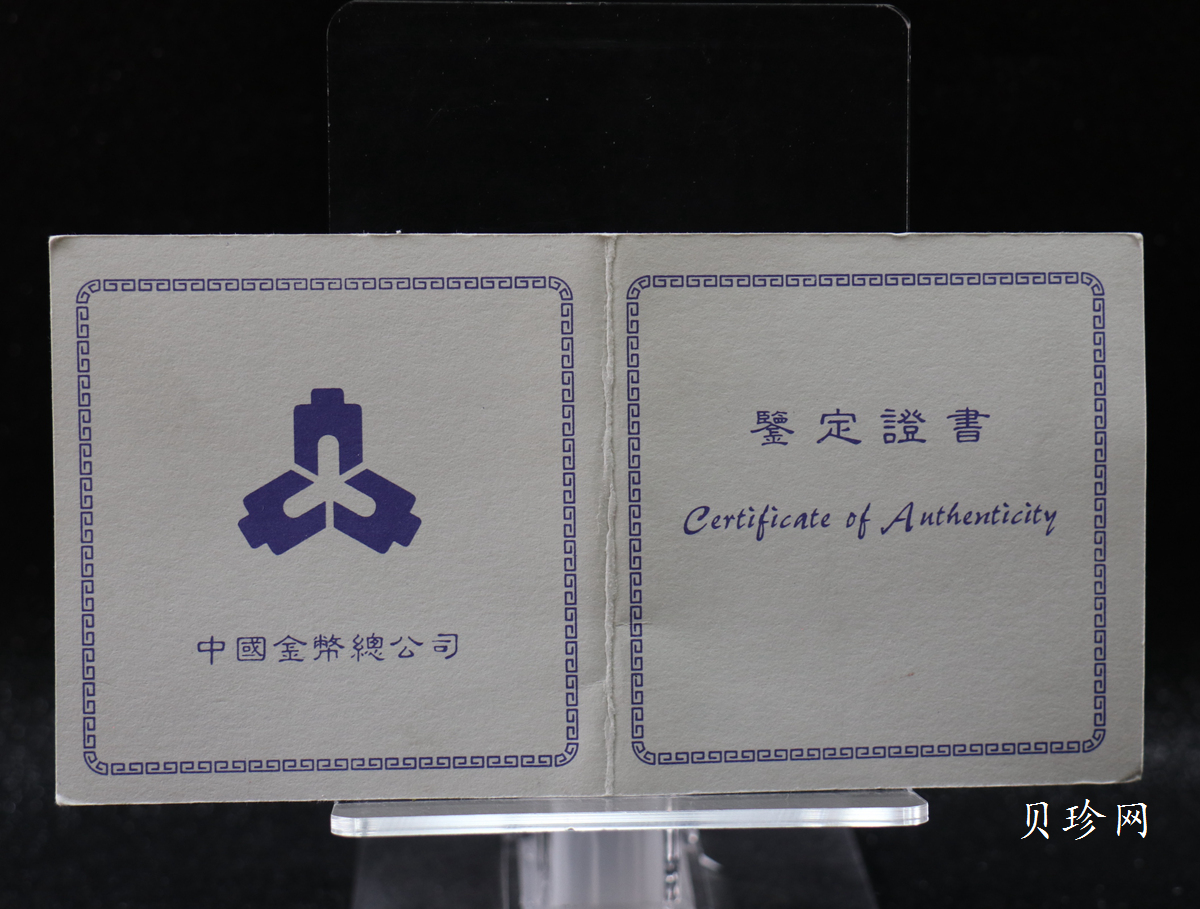 中國金幣總公司
鑒定證書
Certificate of Authenticity
贝珍网